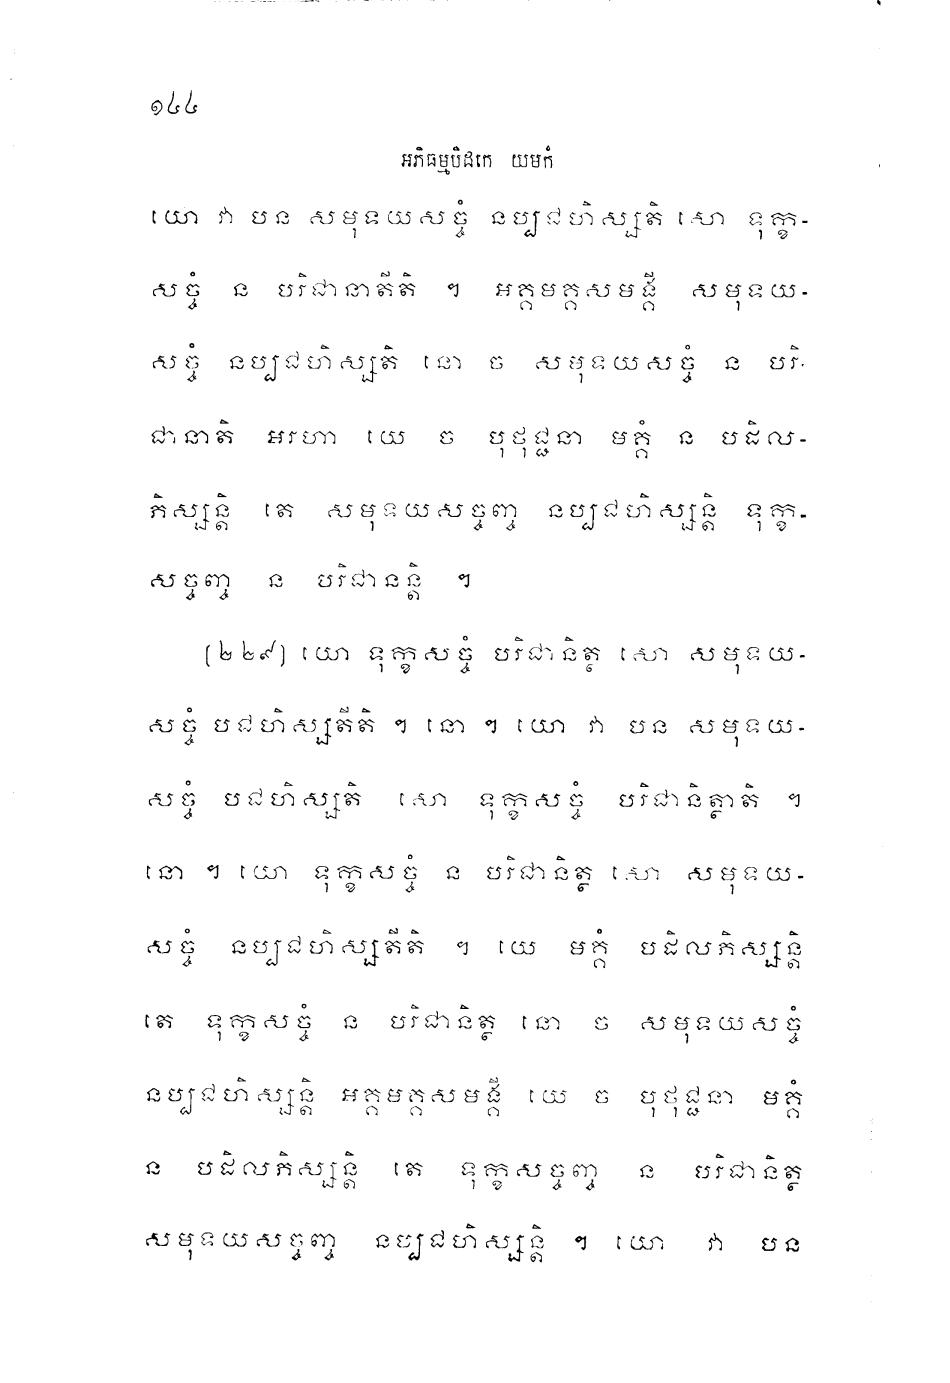 ១៤៤
អភិធម្មបិដកេ យមកំ
យោ វា បន សមុទយសច្ចំ នប្បជហិស្សតិ សោ ទុក្ខ-
សច្ចំ ន បរិជានាតីតិ ។ អគ្គមគ្គសមង្គី សមុទយ-
សច្ចំ នប្បជហិស្សតិ នោ ច សមុទយសច្ចំ ន បរិ-
ជានាតិ អរហា យេ ច បុថុជ្ជនា មគ្គំ ន បដិល-
ភិស្សន្តិ តេ សមុទយសច្ចញ្ច នប្បជហិស្សន្តិ ទុក្ខ-
សច្ចញ្ច ន បរិជានន្តិ ។
[២២៩] យោ ទុក្ខសច្ចំ បរិជានិត្ថ សោ សមុទយ-
សច្ចំ បជហិស្សតីតិ ។ នោ ។ យោ វា បន សមុទយ-
សច្ចំ បជហិស្សតិ សោ ទុក្ខសច្ចំ បរិជានិត្ថាតិ ។
នោ ។ យោ ទុក្ខសច្ចំ ន បរិជានិត្ថ សោ សមុទយ-
សច្ចំ នប្បជហិស្សតីតិ ។ យេ មគ្គំ បដិលភិស្សន្តិ
តេ ទុក្ខសច្ចំ ន បរិជានិត្ថ នោ ច សមុទយសច្ចំ
នប្បជហិស្សន្តិ អគ្គមគ្គសមង្គី យេ ច បុថុជ្ជនា មគ្គំ
ន បដិលភិស្សន្តិ តេ ទុក្ខសច្ចញ្ច ន បរិជានិត្ថ
សមុទយសច្ចញ្ច នប្បជហិស្សន្តិ ។ យោ វា បន